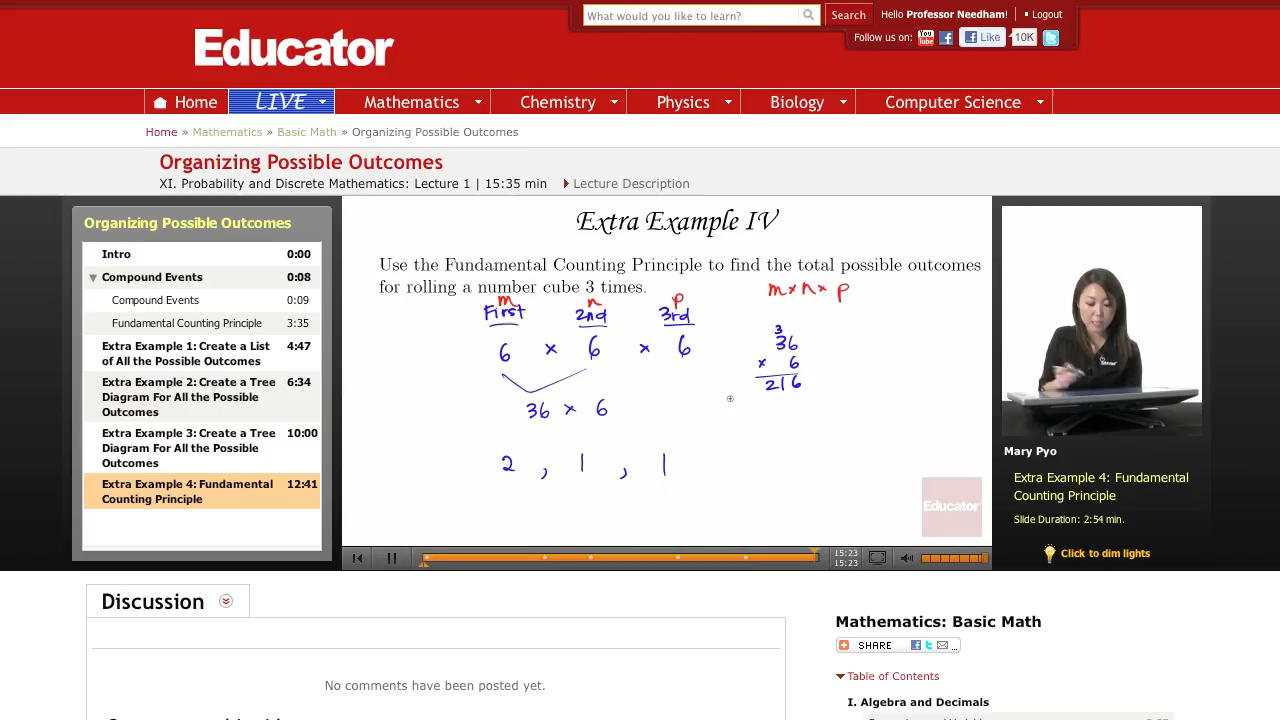 What would you like to learn?
Search
Hello Professor Needham!
Logout
Educator
Follow us on:
You Tube
Like
10K
Home
LIVE
Mathematics
Chemistry
Physics
Biology
Computer Science
Home » Mathematics » Basic Math » Organizing Possible Outcomes
Organizing Possible Outcomes
XI. Probability and Discrete Mathematics: Lecture 1 | 15:35 min
Lecture Description
Organizing Possible Outcomes
Intro 0:00
Compound Events 0:08
Compound Events 0:09
Fundamental Counting Principle 3:35
Extra Example 1: Create a List 4:47
of All the Possible Outcomes
Extra Example 2: Create a Tree 6:34
Diagram For All the Possible
Outcomes
Extra Example 3: Create a Tree 10:00
Diagram For All the Possible
Outcomes
Extra Example 4: Fundamental 12:41
Counting Principle
Extra Example IV
Use the Fundamental Counting Principle to find the total possible outcomes
for rolling a number cube 3 times.
m × n × p
m n p
First 2nd 3rd
6 × 6 × 6
36 × 6
2 , 1 , 1
3
36
× 6
216
Educator
15:23
15:23
Mary Pyo
Extra Example 4: Fundamental
Counting Principle
Slide Duration: 2:54 min.
Click to dim lights
Discussion
No comments have been posted yet.
Mathematics: Basic Math
SHARE
...
Table of Contents
I. Algebra and Decimals